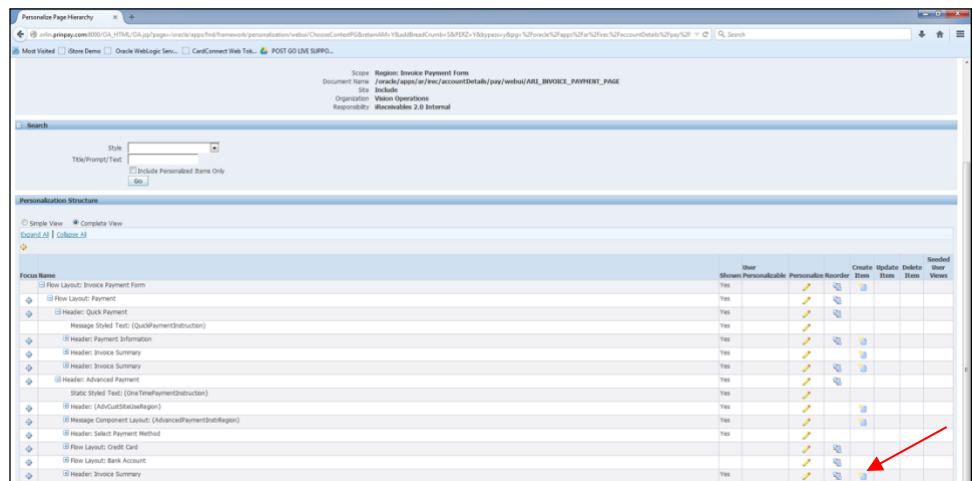 Personalize Page Hierarchy
Search
Most Visited iStore Demo Oracle WebLogic Serv... CardConnect Web Tok... POST GO LIVE SUPPO...
Scope Region: Invoice Payment Form
Document Name /oracle/apps/ar/irec/accountDetails/pay/webui/ARI_INVOICE_PAYMENT_PAGE
Site Include
Organization Vision Operations
Responsibility iReceivables 2.0 Internal
Search
Style
Title/Prompt/Text
Include Personalized Items Only
Go
Personalization Structure
Simple View Complete View
Expand All Collapse All
Focus Name Shown User Personalizable Personalize Reorder Create Item Update Item Delete Item Seeded User Views
Flow Layout: Invoice Payment Form Yes
Flow Layout: Payment Yes
Header: Quick Payment Yes
Message Styled Text: (QuickPaymentInstruction) Yes
Header: Payment Information Yes
Header: Invoice Summary Yes
Header: Invoice Summary Yes
Header: Advanced Payment Yes
Static Styled Text: (OneTimePaymentInstruction) Yes
Header: (AdvCustSiteUseRegion) Yes
Message Component Layout: (AdvancedPaymentInstrRegion) Yes
Header: Select Payment Method Yes
Flow Layout: Credit Card
Flow Layout: Bank Account
Header: Invoice Summary Yes